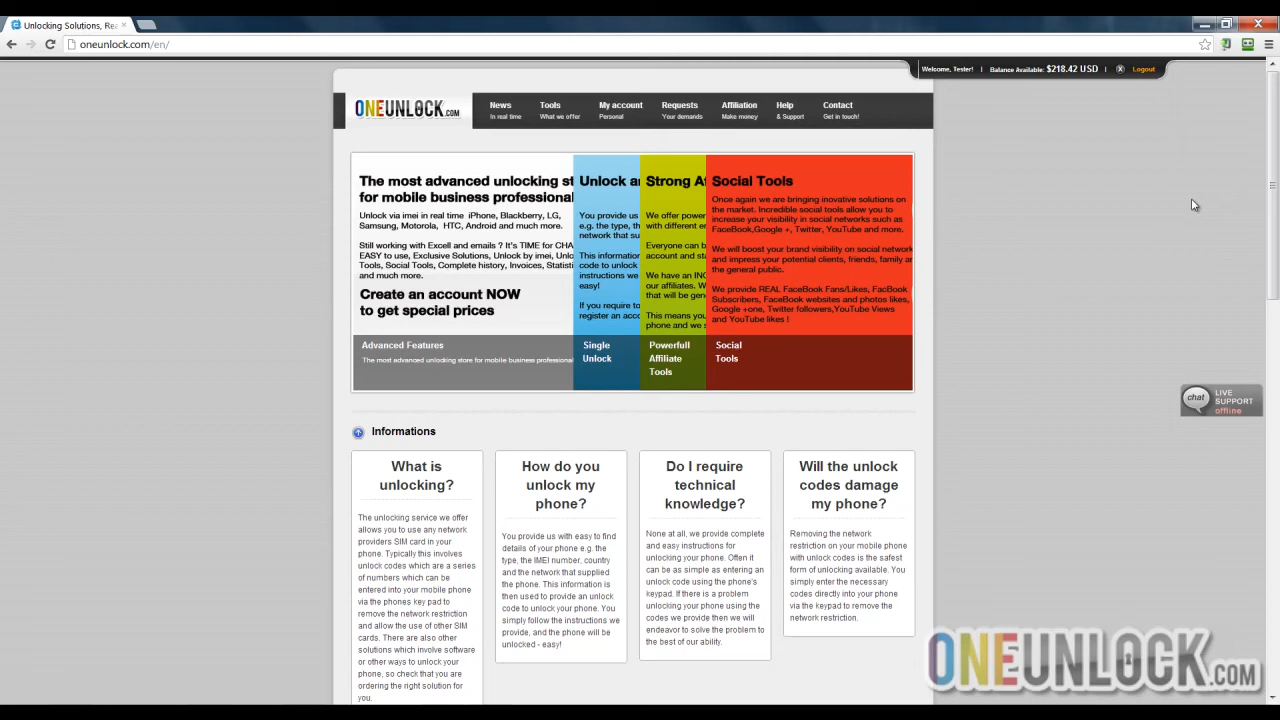 Unlocking Solutions, Rea
oneunlock.com/en/
Welcome, Tester! | Balance Available: $218.42 USD | Logout
ONEUNLOCK.COM
News Tools My account Requests Affiliation Help Contact
In real time What we offer Personal Your demands Make money & Support Get in touch!
The most advanced unlocking st
for mobile business professional
Unlock via imei in real time iPhone, Blackberry, LG,
Samsung, Motorola, HTC, Android and much more.
Still working with Excell and emails ? It's TIME for CHA
EASY to use, Exclusive Solutions, Unlock by imei, Unlo
Tools, Social Tools, Complete history, Invoices, Statisti
and much more.
Create an account NOW
to get special prices
Advanced Features
The most advanced unlocking store for mobile business professional
Unlock a
You provide us
e.g. the type, th
network that su
This information
code to unlock
instructions we
easy!
If you require to
register an acco
Single
Unlock
Strong Af
We offer power
with different e
Everyone can b
account and sta
We have an INC
our affiliates. W
that will be gen
This means you
phone and we s
Powerfull
Affiliate
Tools
Social Tools
Once again we are bringing inovative solutions on
the market. Incredible social tools allow you to
increase your visibility in social networks such as
FaceBook,Google +, Twitter, YouTube and more.
We will boost your brand visibility on social network
and impress your potential clients, friends, family an
the general public.
We provide REAL FaceBook Fans/Likes, FacBook
Subscribers, FaceBook websites and photos likes,
Google +one, Twitter followers,YouTube Views
and YouTube likes !
Social
Tools
chat
LIVE
SUPPORT
offline
Informations
What is
unlocking?
The unlocking service we offer
allows you to use any network
providers SIM card in your
phone. Typically this involves
unlock codes which are a series
of numbers which can be
entered into your mobile phone
via the phones key pad to
remove the network restriction
and allow the use of other SIM
cards. There are also other
solutions which involve software
or other ways to unlock your
phone, so check that you are
ordering the right solution for
you.
How do you
unlock my
phone?
You provide us with easy to find
details of your phone e.g. the
type, the IMEI number, country
and the network that supplied
the phone. This information is
then used to provide an unlock
code to unlock your phone. You
simply follow the instructions we
provide, and the phone will be
unlocked - easy!
Do I require
technical
knowledge?
None at all, we provide complete
and easy instructions for
unlocking your phone. Often it
can be as simple as entering an
unlock code using the phone's
keypad. If there is a problem
unlocking your phone using the
codes we provide then we will
endeavor to solve the problem to
the best of our ability.
Will the unlock
codes damage
my phone?
Removing the network
restriction on your mobile phone
with unlock codes is the safest
form of unlocking available. You
simply enter the necessary
codes directly into your phone
via the keypad to remove the
network restriction.
ONEUNLOCK.COM